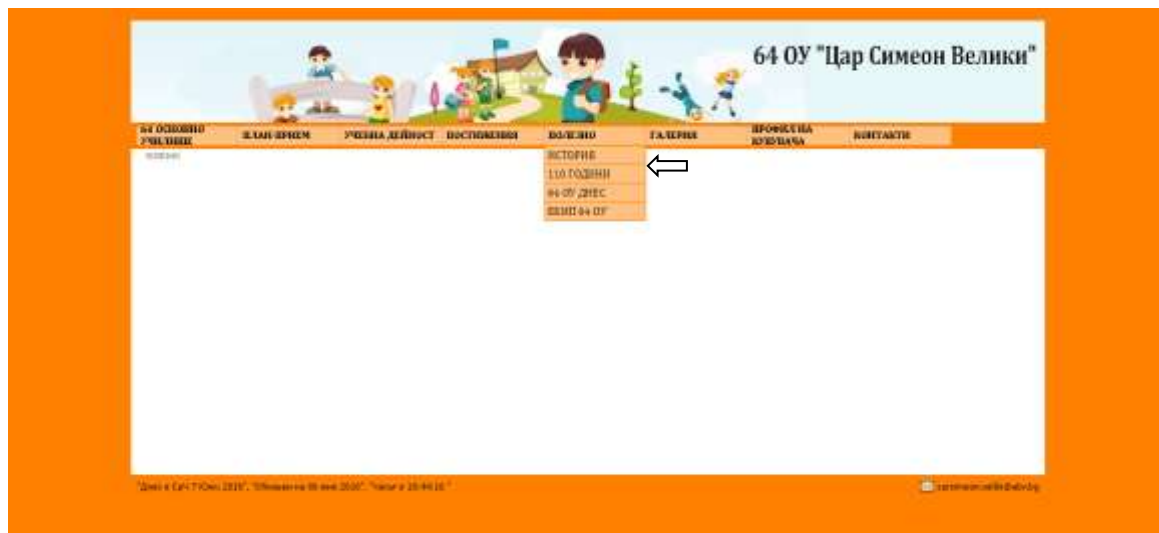 64 ОУ "Цар Симеон Велики"
64 ОСНОВНО УЧИЛИЩЕ
ПЛАН-ПРИЕМ
УЧЕБНА ДЕЙНОСТ
ПОСТИЖЕНИЯ
ПОЛЕЗНО
ГАЛЕРИЯ
ПРОФИЛ НА КУПУВАЧА
КОНТАКТИ
ИСТОРИЯ
110 ГОДИНИ
64 ОУ ДНЕС
ЕКИП 64 ОУ